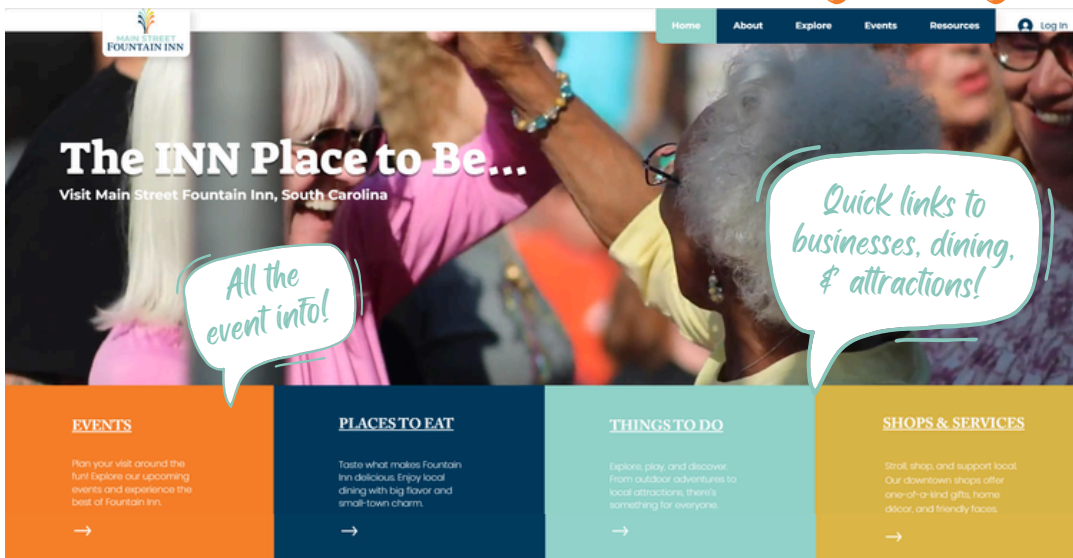 MAIN STREET
FOUNTAIN INN
Home About Explore Events Resources Log In
The INN Place to Be...
Visit Main Street Fountain Inn, South Carolina
Quick links to
businesses, dining,
& attractions!
All the
event info!
EVENTS
Plan your visit around the
fun! Explore our upcoming
events and experience the
best of Fountain Inn.
→
PLACES TO EAT
Taste what makes Fountain
Inn delicious. Enjoy local
dining with big flavor and
small-town charm.
→
THINGS TO DO
Explore, play, and discover.
From outdoor adventures to
local attractions, there's
something for everyone.
→
SHOPS & SERVICES
Stroll, shop, and support local.
Our downtown shops offer
one-of-a-kind gifts, home
décor, and friendly faces.
→